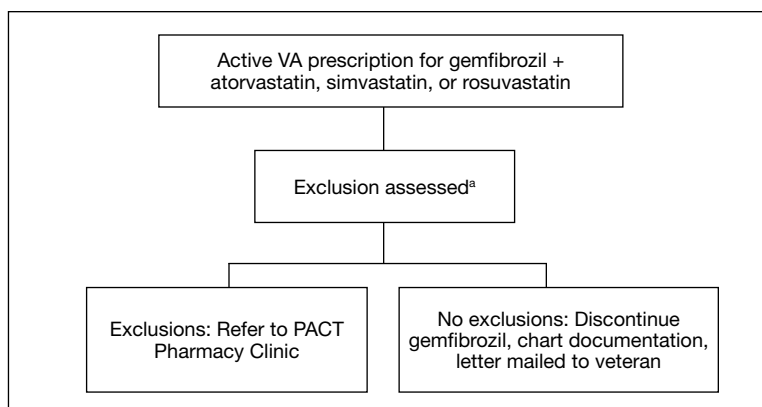 Active VA prescription for gemfibrozil +
atorvastatin, simvastatin, or rosuvastatin
Exclusion assessedᵃ
Exclusions: Refer to PACT
Pharmacy Clinic
No exclusions: Discontinue
gemfibrozil, chart documentation,
letter mailed to veteran